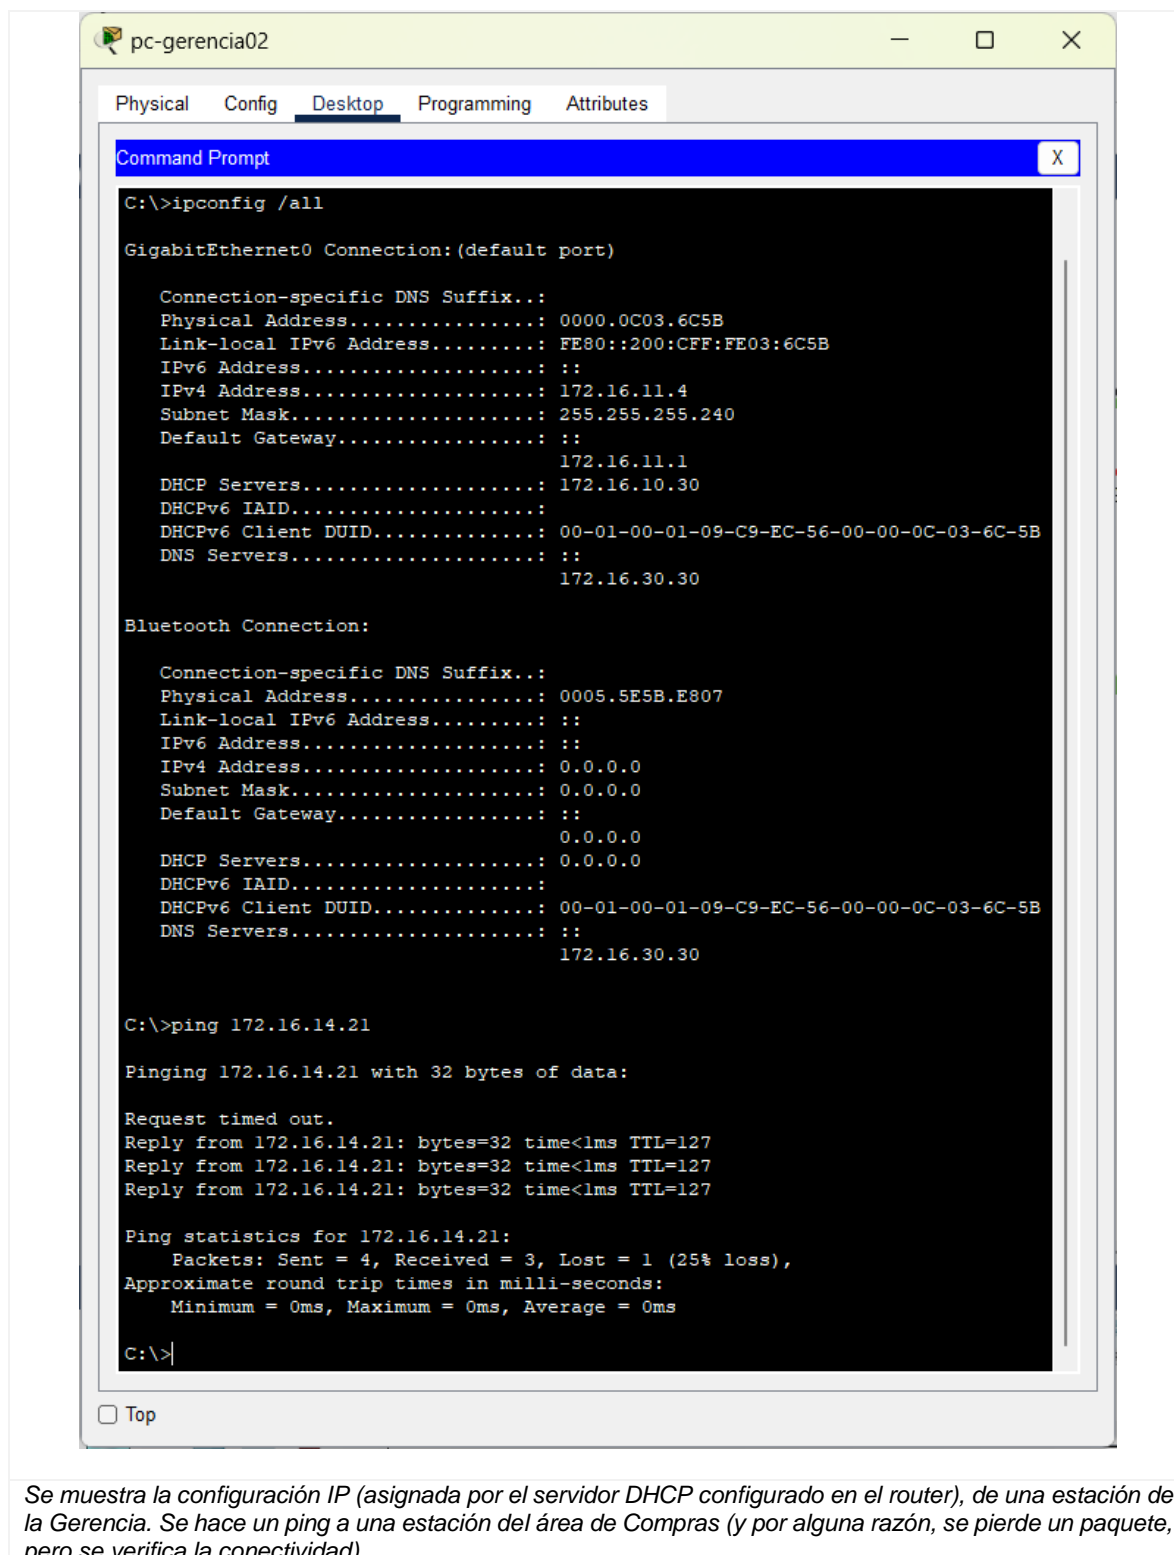 pc-gerencia02
Physical Config Desktop Programming Attributes
Command Prompt X
C:\>ipconfig /all
GigabitEthernet0 Connection:(default port)
Connection-specific DNS Suffix..:
Physical Address................: 0000.0C03.6C5B
Link-local IPv6 Address.........: FE80::200:CFF:FE03:6C5B
IPv6 Address....................: ::
IPv4 Address....................: 172.16.11.4
Subnet Mask.....................: 255.255.255.240
Default Gateway.................: ::
172.16.11.1
DHCP Servers....................: 172.16.10.30
DHCPv6 IAID.....................:
DHCPv6 Client DUID..............: 00-01-00-01-09-C9-EC-56-00-00-0C-03-6C-5B
DNS Servers.....................: ::
172.16.30.30
Bluetooth Connection:
Connection-specific DNS Suffix..:
Physical Address................: 0005.5E5B.E807
Link-local IPv6 Address.........: ::
IPv6 Address....................: ::
IPv4 Address....................: 0.0.0.0
Subnet Mask.....................: 0.0.0.0
Default Gateway.................: ::
0.0.0.0
DHCP Servers....................: 0.0.0.0
DHCPv6 IAID.....................:
DHCPv6 Client DUID..............: 00-01-00-01-09-C9-EC-56-00-00-0C-03-6C-5B
DNS Servers.....................: ::
172.16.30.30
C:\>ping 172.16.14.21
Pinging 172.16.14.21 with 32 bytes of data:
Request timed out.
Reply from 172.16.14.21: bytes=32 time<1ms TTL=127
Reply from 172.16.14.21: bytes=32 time<1ms TTL=127
Reply from 172.16.14.21: bytes=32 time<1ms TTL=127
Ping statistics for 172.16.14.21:
Packets: Sent = 4, Received = 3, Lost = 1 (25% loss),
Approximate round trip times in milli-seconds:
Minimum = 0ms, Maximum = 0ms, Average = 0ms
C:\>
Top
Se muestra la configuración IP (asignada por el servidor DHCP configurado en el router), de una estación de
la Gerencia. Se hace un ping a una estación del área de Compras (y por alguna razón, se pierde un paquete,
pero se verifica la conectividad)